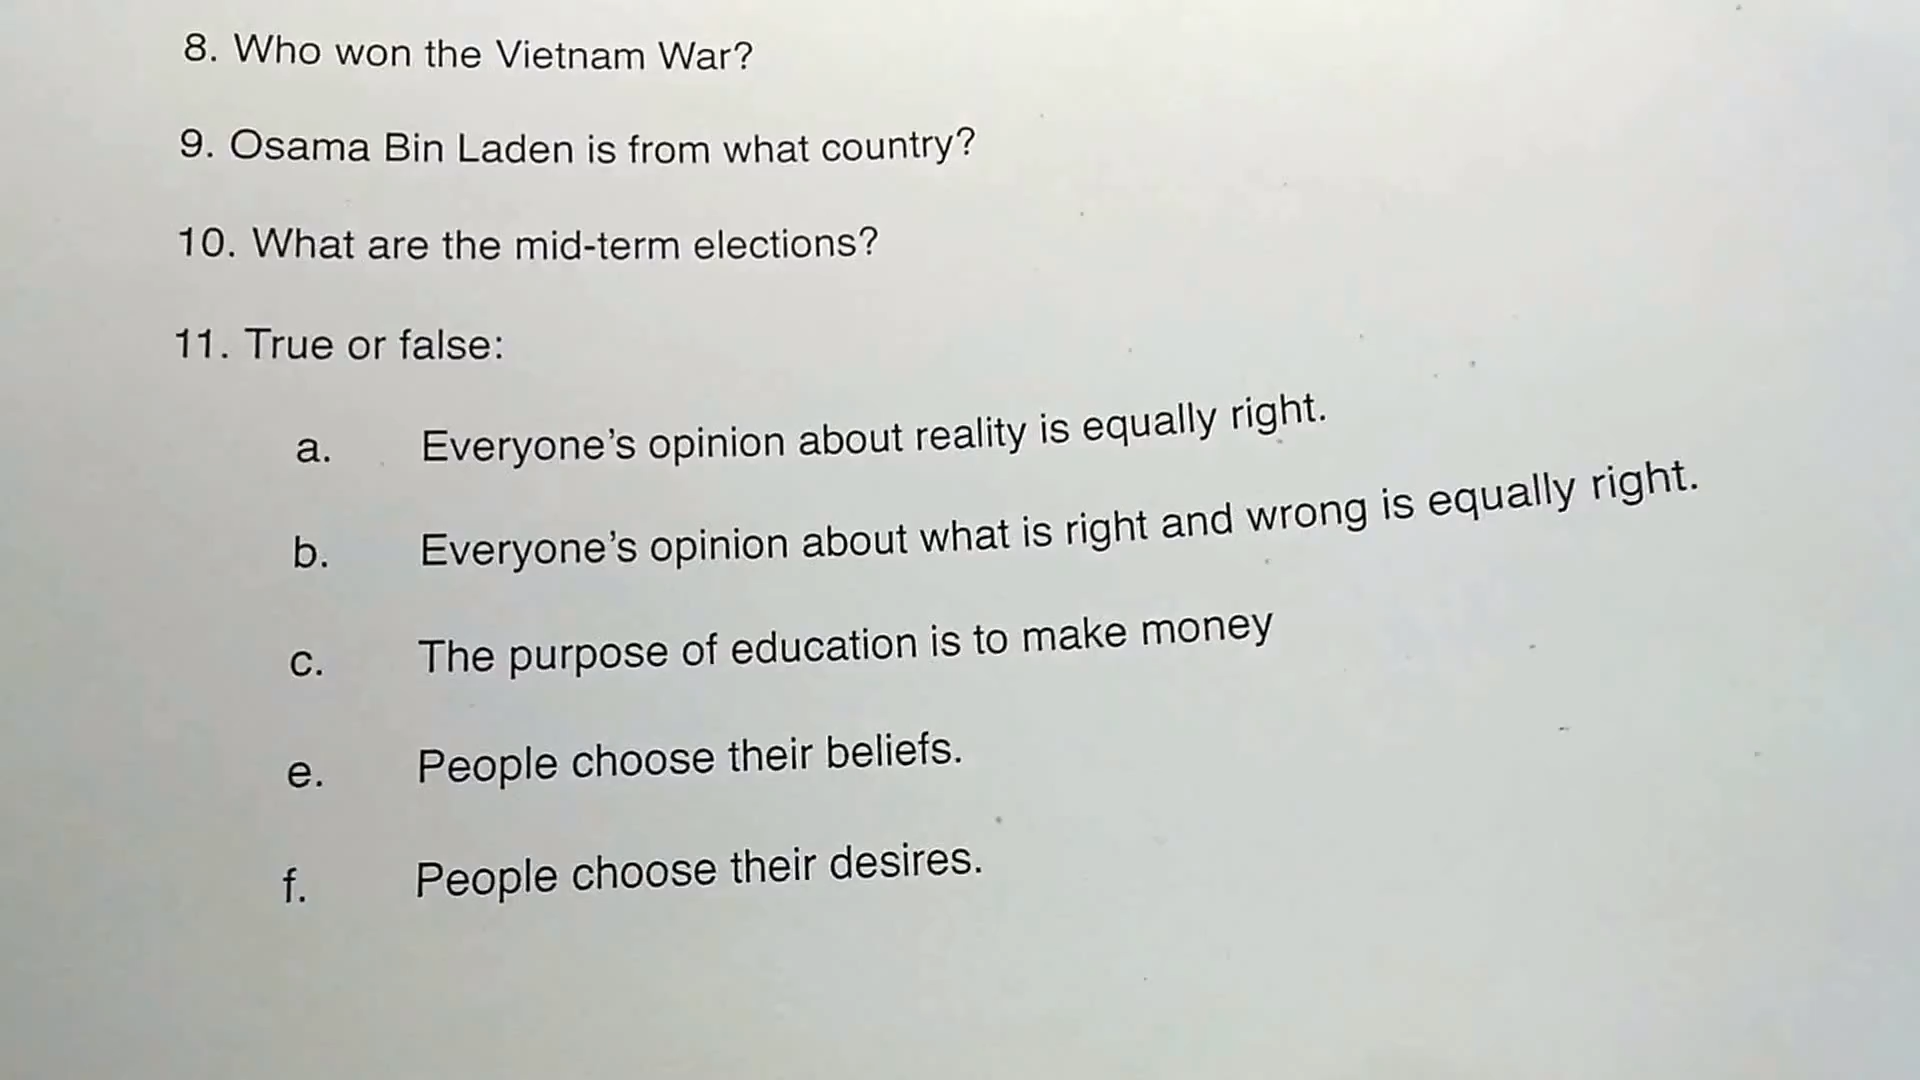 8. Who won the Vietnam War?
9. Osama Bin Laden is from what country?
10. What are the mid-term elections?
11. True or false:
a. Everyone’s opinion about reality is equally right.
b. Everyone’s opinion about what is right and wrong is equally right.
c. The purpose of education is to make money
e. People choose their beliefs.
f. People choose their desires.